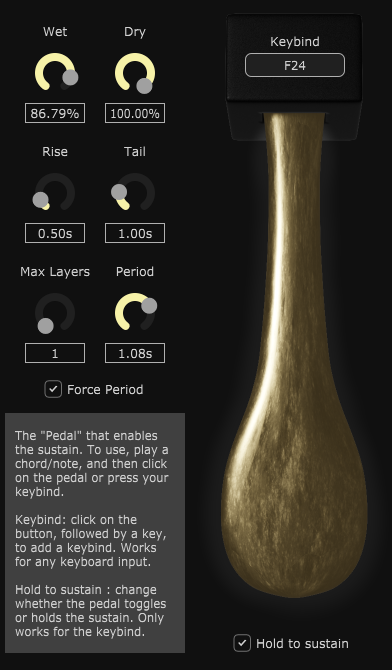 Wet Dry
86.79% 100.00%
Rise Tail
0.50s 1.00s
Max Layers Period
1 1.08s
Force Period
The "Pedal" that enables
the sustain. To use, play a
chord/note, and then click
on the pedal or press your
keybind.
Keybind: click on the
button, followed by a key,
to add a keybind. Works
for any keyboard input.
Hold to sustain : change
whether the pedal toggles
or holds the sustain. Only
works for the keybind.
Keybind
F24
Hold to sustain